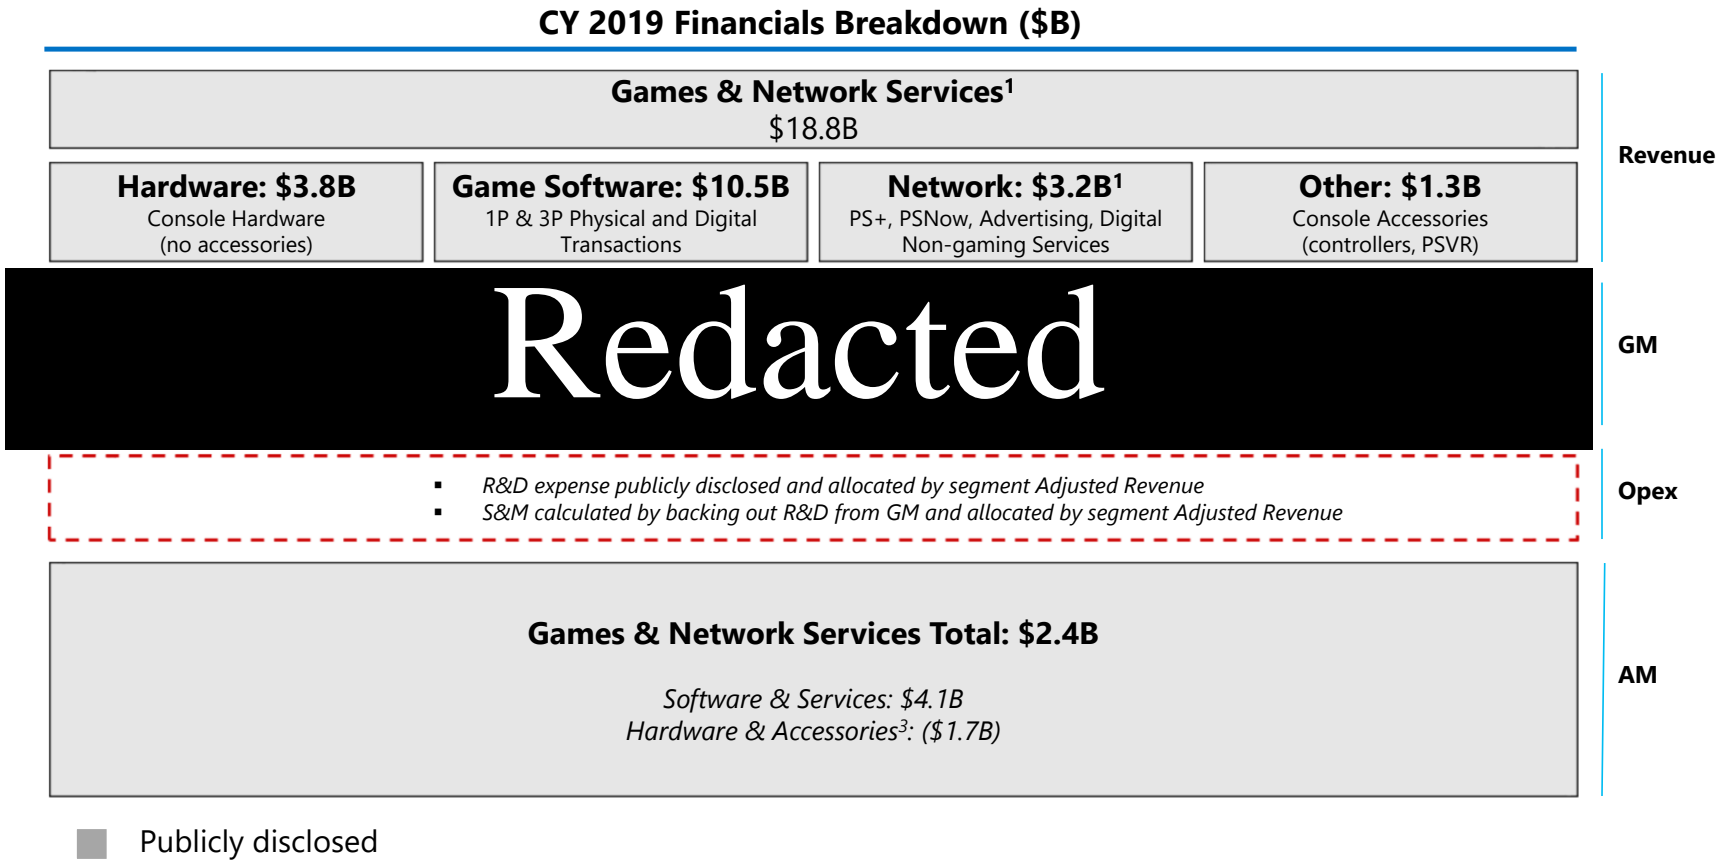 CY 2019 Financials Breakdown ($B)
Games & Network Services¹
$18.8B
Revenue
Hardware: $3.8B
Console Hardware
(no accessories)
Game Software: $10.5B
1P & 3P Physical and Digital
Transactions
Network: $3.2B¹
PS+, PSNow, Advertising, Digital
Non-gaming Services
Other: $1.3B
Console Accessories
(controllers, PSVR)
Redacted
GM
▪ R&D expense publicly disclosed and allocated by segment Adjusted Revenue
▪ S&M calculated by backing out R&D from GM and allocated by segment Adjusted Revenue
Opex
Games & Network Services Total: $2.4B
Software & Services: $4.1B
Hardware & Accessories³: ($1.7B)
AM
Publicly disclosed